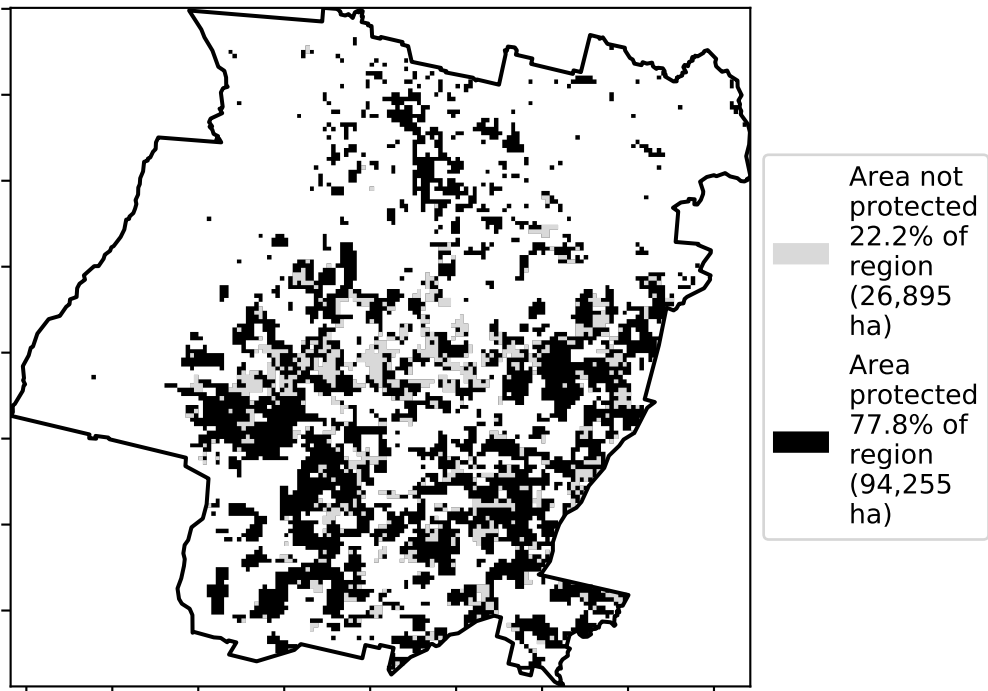 Area not
protected
22.2% of
region
(26,895
ha)
Area
protected
77.8% of
region
(94,255
ha)